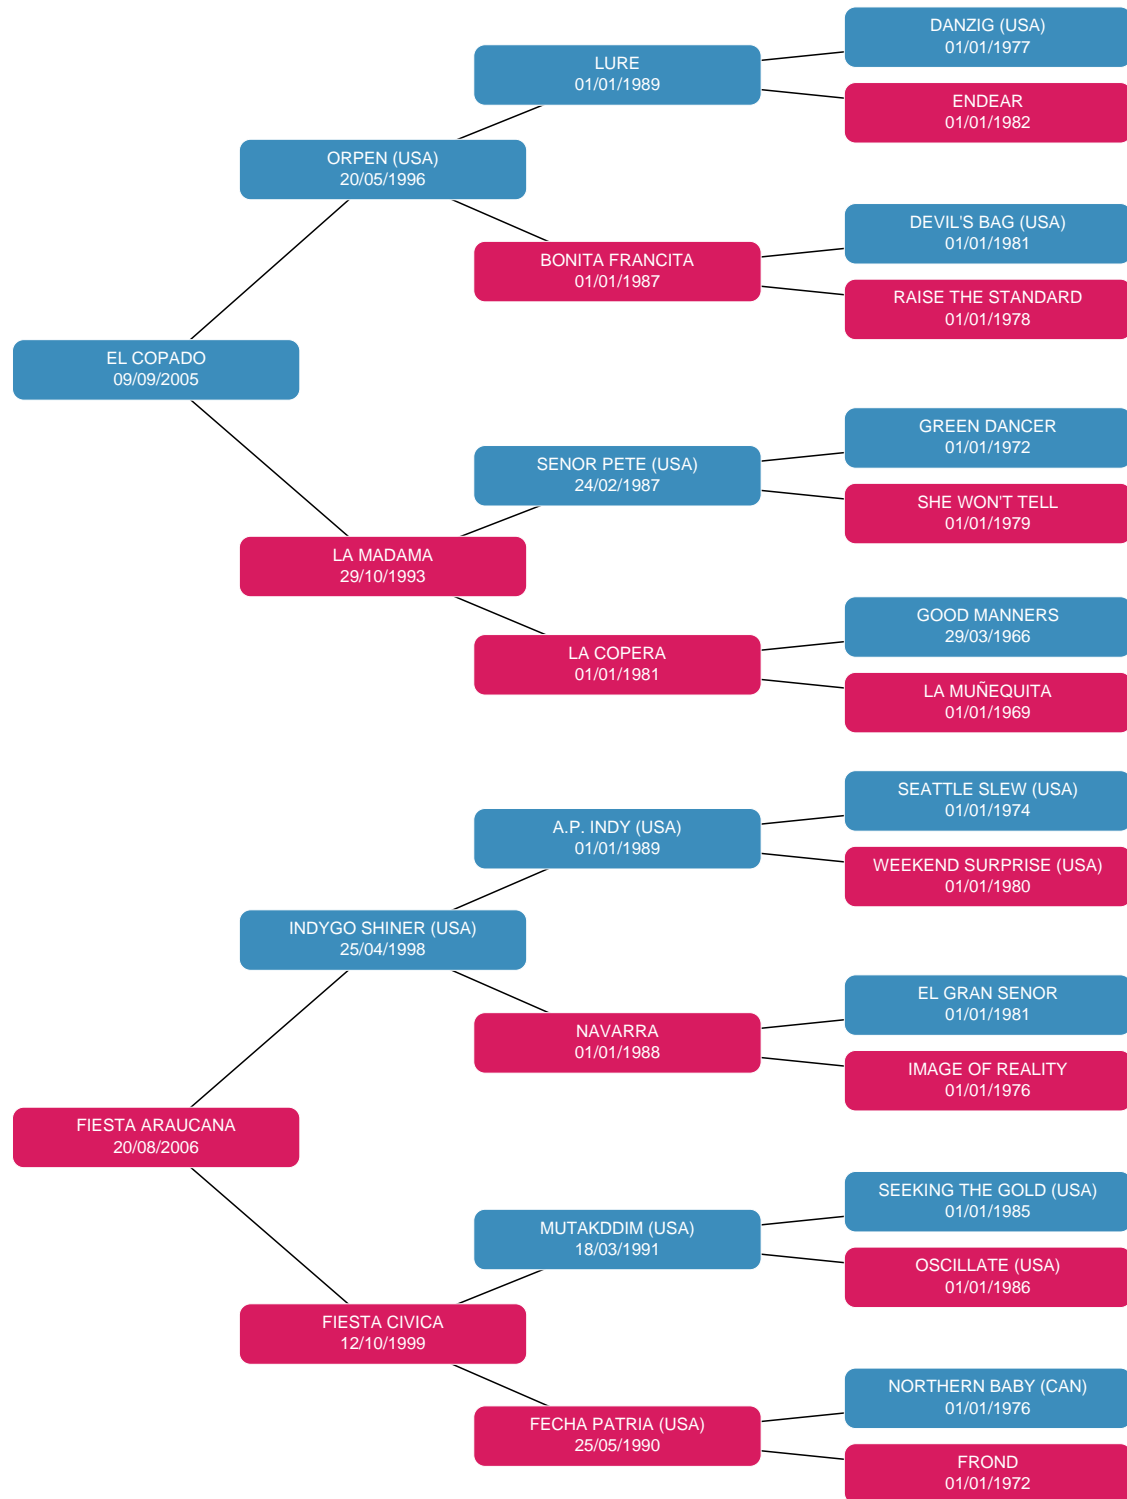 DANZIG (USA)
01/01/1977
LURE
01/01/1989
ENDEAR
01/01/1982
ORPEN (USA)
20/05/1996
DEVIL'S BAG (USA)
01/01/1981
BONITA FRANCITA
01/01/1987
RAISE THE STANDARD
01/01/1978
EL COPADO
09/09/2005
GREEN DANCER
01/01/1972
SENOR PETE (USA)
24/02/1987
SHE WON'T TELL
01/01/1979
LA MADAMA
29/10/1993
GOOD MANNERS
29/03/1966
LA COPERA
01/01/1981
LA MUÑEQUITA
01/01/1969
SEATTLE SLEW (USA)
01/01/1974
A.P. INDY (USA)
01/01/1989
WEEKEND SURPRISE (USA)
01/01/1980
INDYGO SHINER (USA)
25/04/1998
EL GRAN SENOR
01/01/1981
NAVARRA
01/01/1988
IMAGE OF REALITY
01/01/1976
FIESTA ARAUCANA
20/08/2006
SEEKING THE GOLD (USA)
01/01/1985
MUTAKDDIM (USA)
18/03/1991
OSCILLATE (USA)
01/01/1986
FIESTA CIVICA
12/10/1999
NORTHERN BABY (CAN)
01/01/1976
FECHA PATRIA (USA)
25/05/1990
FROND
01/01/1972